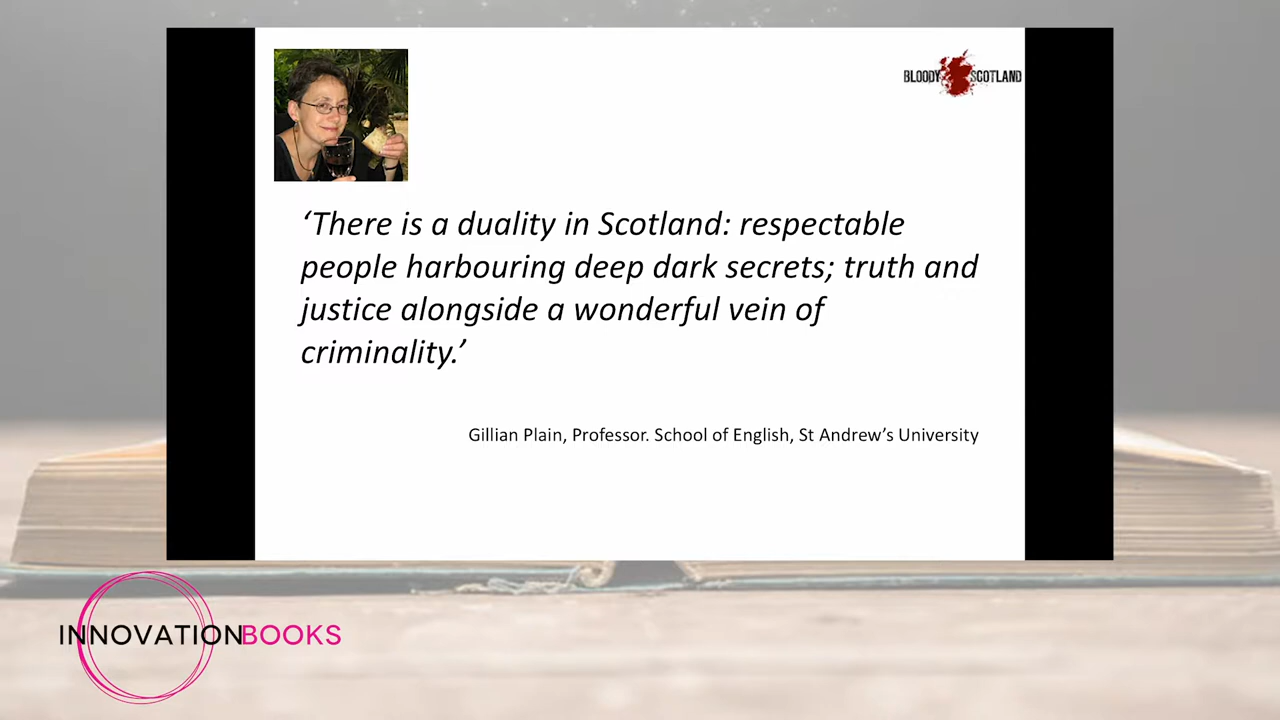 BLOODY SCOTLAND
‘There is a duality in Scotland: respectable
people harbouring deep dark secrets; truth and
justice alongside a wonderful vein of
criminality.’
Gillian Plain, Professor. School of English, St Andrew’s University
INNOVATIONBOOKS